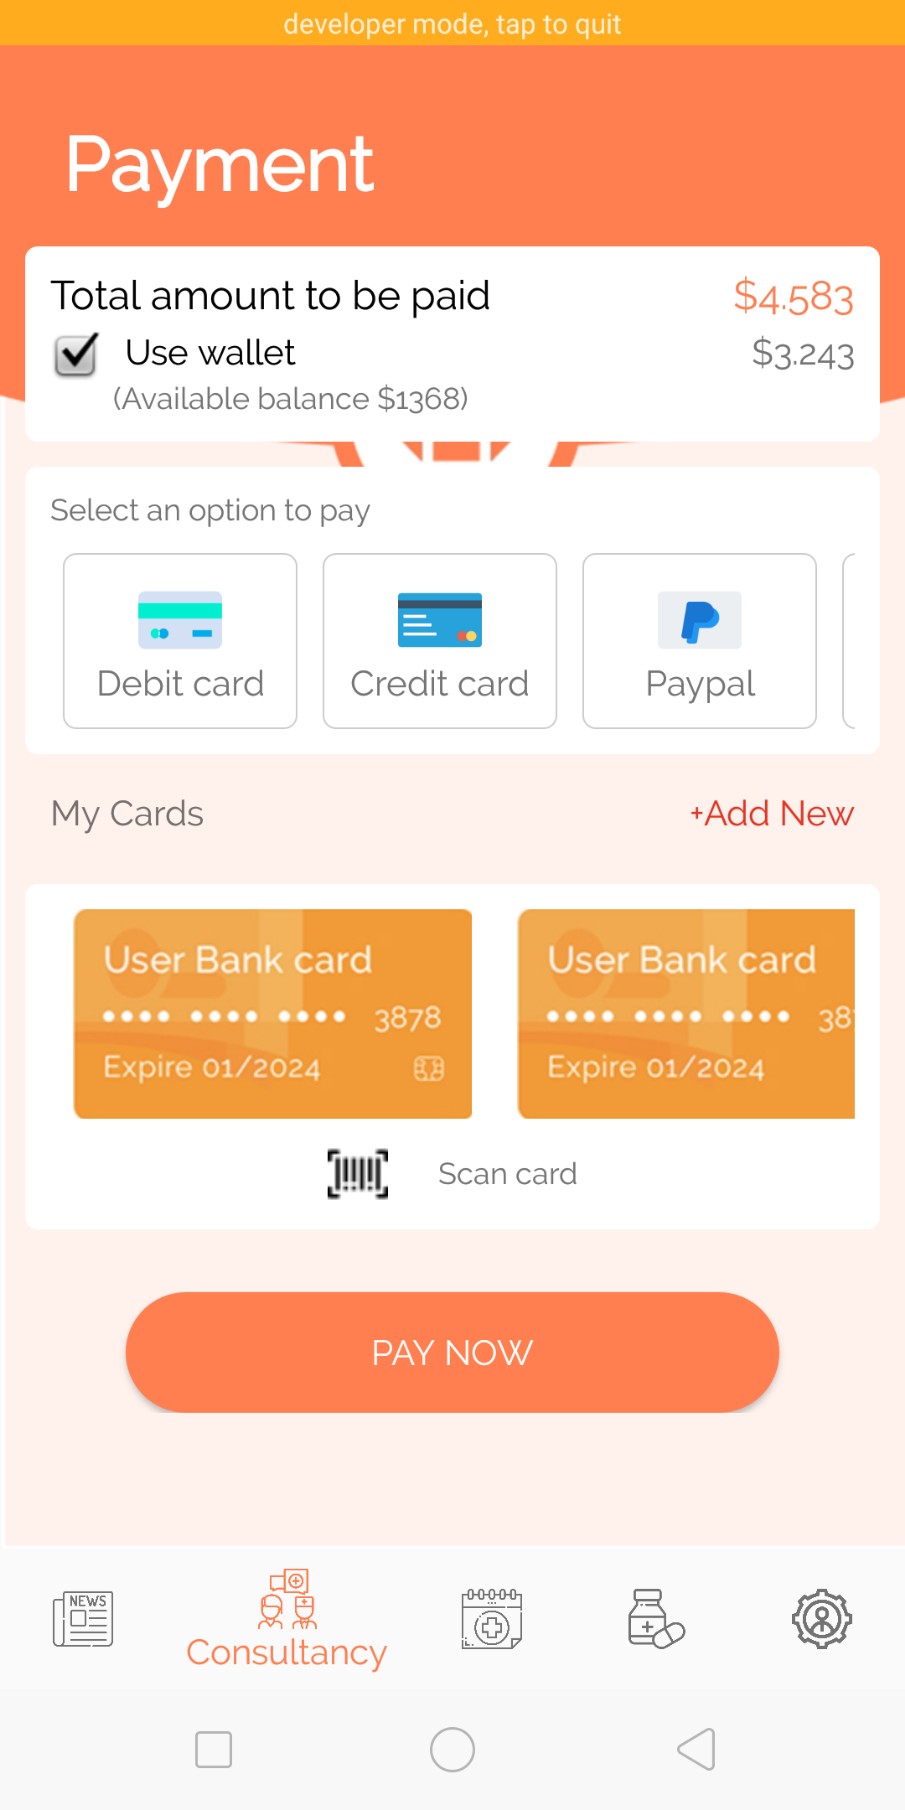 developer mode, tap to quit
Payment
Total amount to be paid $4.583
Use wallet $3.243
(Available balance $1368)
Select an option to pay
Debit card Credit card Paypal
My Cards +Add New
User Bank card User Bank card
•••• •••• •••• 3878 •••• •••• •••• 38
Expire 01/2024 Expire 01/2024
Scan card
PAY NOW
NEWS
Consultancy